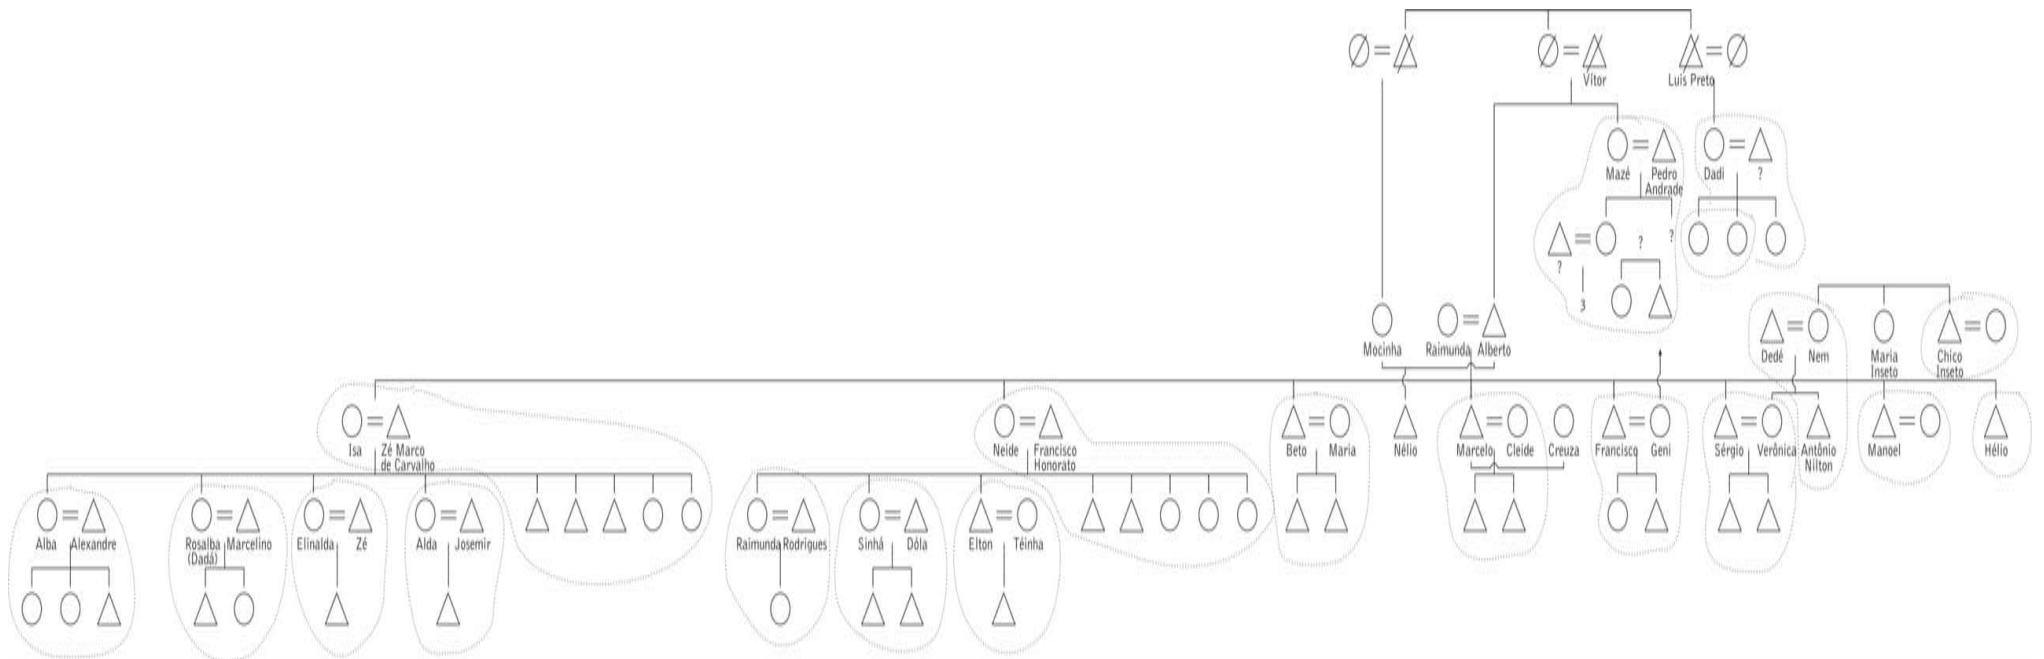 Vítor
Luis Preto
Mazé
Pedro
Andrade
Dadi
?
?
?
?
3
Mocinha
Raimunda
Alberto
Dedé
Nem
Maria
Inseto
Chico
Inseto
Isa
Zé Marco
de Carvalho
Neide
Francisco
Honorato
Beto
Maria
Nélio
Marcelo
Cleide
Creuza
Francisco
Geni
Sérgio
Verônica
Antônio
Nilton
Manoel
Hélio
Alba
Alexandre
Rosalba
(Dadá)
Marcelino
Elinalda
Zé
Alda
Josemir
Raimunda
Rodrigues
Sinhá
Dóla
Elton
Têinha